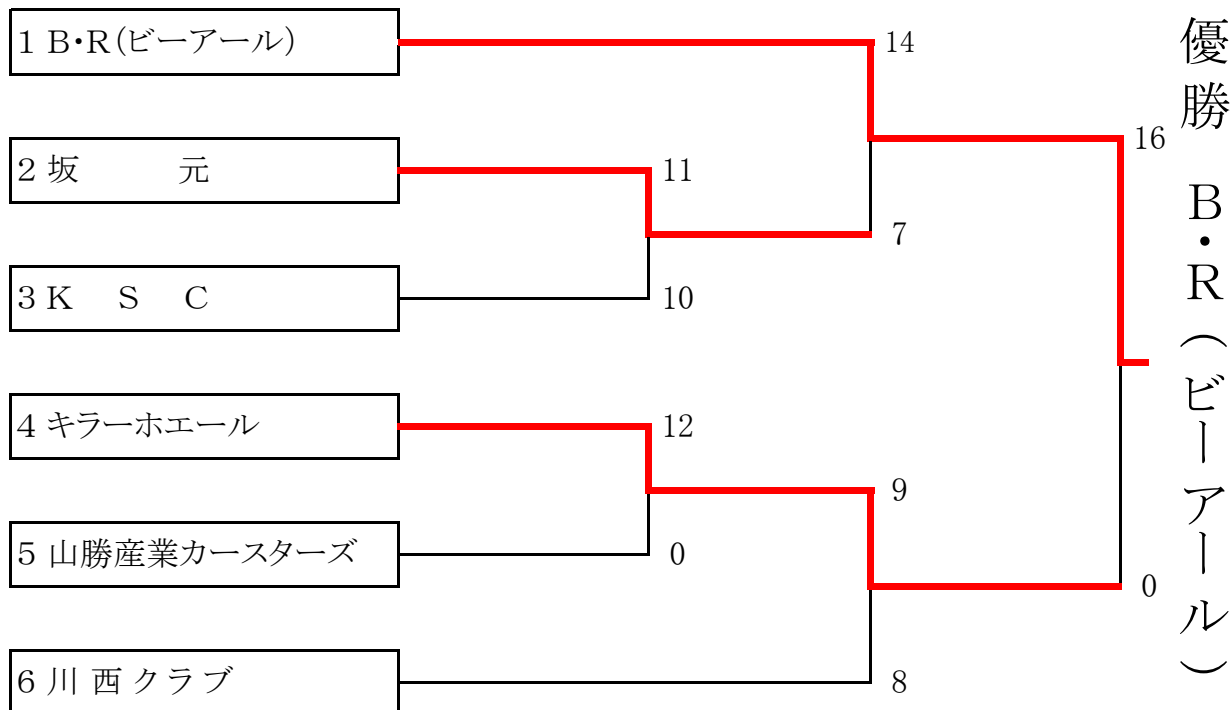 1 B・R(ビーアール)
14
16
2 坂 元
11
7
3 K S C
10
4 キラーホエール
12
9
5 山勝産業カースターズ
0
0
6 川 西 クラブ
8
優勝 B・R(ビーアール)